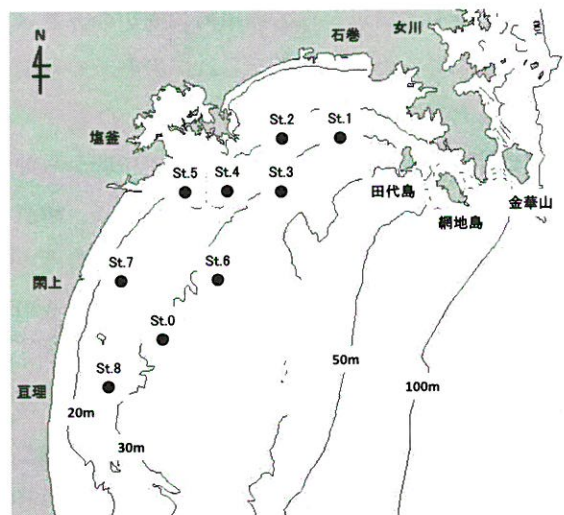 女川
石巻
N
St.2
St.1
塩釜
St.5
St.4
St.3
田代島
金華山
網地島
閖上
St.7
St.6
St.0
50m
St.8
100m
亘理
20m
30m